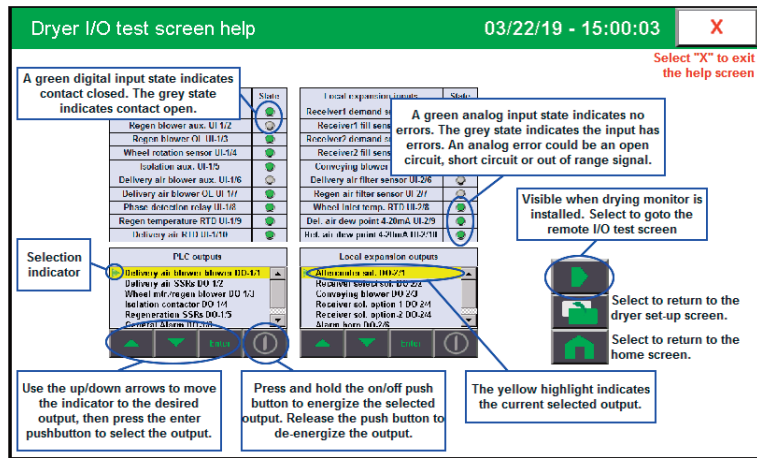 Dryer I/O test screen help
03/22/19 - 15:00:03
X
Select "X" to exit
the help screen
A green digital input state indicates
contact closed. The grey state
indicates contact open.
State
Local expansion inputs
State
Receiver1 demand
Regen blower aux. UI-1/2
Receiver1 fill
Regen blower OL UI-1/3
Receiver2 demand
Wheel rotation sensor UI-1/4
Receiver2 fill
Isolation aux. UI-1/5
Conveying blower
Delivery air blower aux. UI-1/6
Delivery air filter sensor UI-2/6
Delivery air blower OL UI 1/7
Regen air filter sensor UI 2/7
Phase detection relay UI-1/8
Wheel Inlet temp. RTD UI-2/8
Regen temperature RTD UI-1/9
Del. air dew point 4-20mA UI-2/9
Delivery air RTD UI-1/10
Ret. air dew point 4-20mA UI-2/10
A green analog input state indicates no
errors. The grey state indicates the input has
errors. An analog error could be an open
circuit, short circuit or out of range signal.
Visible when drying monitor is
installed. Select to goto the
remote I/O test screen
Selection
indicator
PLC outputs
Delivery air blower blower DO-1/1
Delivery air SSRs DO 1/2
Wheel mtr./regen blower DO 1/3
Isolation contactor DO 1/4
Regeneration SSRs DO-1/5
General Alarm
Local expansion outputs
Aftercooler sol. DO-2/1
Receiver select sol. DO-2/2
Conveying blower DO 2/3
Receiver sol. option-1 DO 2/4
Receiver sol. option-2 DO-2/4
Alarm horn DO-2/6
Enter
Enter
Select to return to the
dryer set-up screen.
Select to return to the
home screen.
Use the up/down arrows to move
the indicator to the desired
output, then press the enter
pushbutton to select the output.
Press and hold the on/off push
button to energize the selected
output. Release the push button to
de-energize the output.
The yellow highlight indicates
the current selected output.